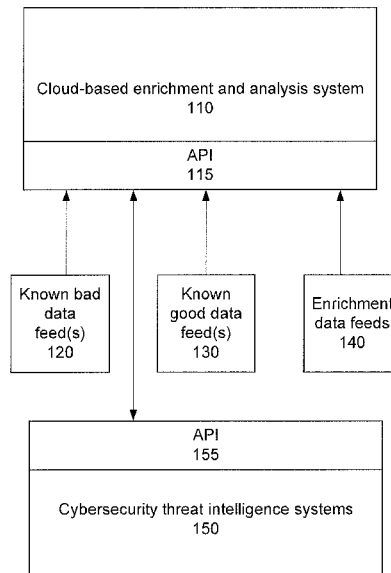 Cloud-based enrichment and analysis system
110
API
115
Known bad
data
feed(s)
120
Known
good data
feed(s)
130
Enrichment
data feeds
140
API
155
Cybersecurity threat intelligence systems
150